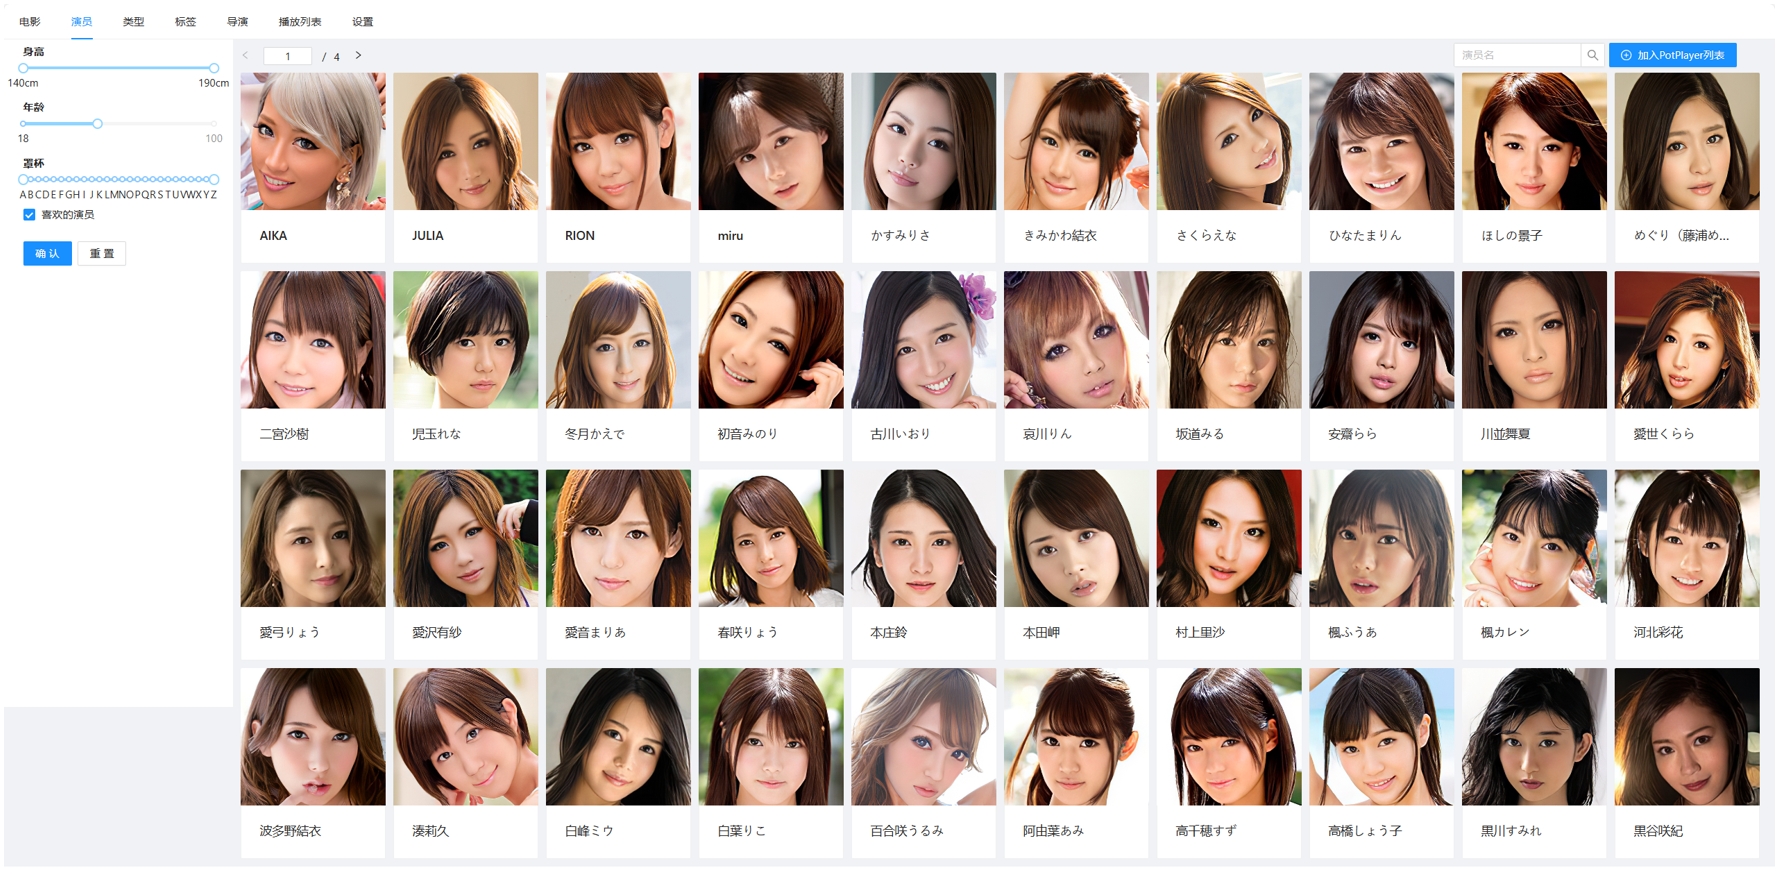 电影 演员 类型 标签 导演 播放列表 设置
身高
140cm 190cm
年龄
18 100
罩杯
A B C D E F G H I J K L M N O P Q R S T U V W X Y Z
喜欢的演员
确 认 重 置
1 / 4
演员名
加入PotPlayer列表
AIKA JULIA RION miru かすみりさ きみかわ結衣 さくらえな ひなたまりん ほしの景子 めぐり（藤浦め...
二宮沙樹 児玉れな 冬月かえで 初音みのり 古川いおり 哀川りん 坂道みる 安齋らら 川並舞夏 愛世くらら
愛弓りょう 愛沢有紗 愛音まりあ 春咲りょう 本庄鈴 本田岬 村上里沙 楓ふうあ 楓カレン 河北彩花
波多野結衣 湊莉久 白峰ミウ 白葉りこ 百合咲うるみ 阿由葉あみ 高千穂すず 高橋しょう子 黒川すみれ 黒谷咲紀